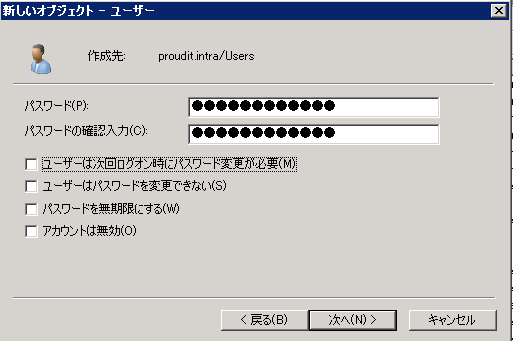 新しいオブジェクト - ユーザー
作成先: proudit.intra/Users
パスワード(P): ●●●●●●●●●●●●
パスワードの確認入力(C): ●●●●●●●●●●●●
ユーザーは次回ログオン時にパスワード変更が必要(M)
ユーザーはパスワードを変更できない(S)
パスワードを無期限にする(W)
アカウントは無効(O)
< 戻る(B) 次へ(N) > キャンセル